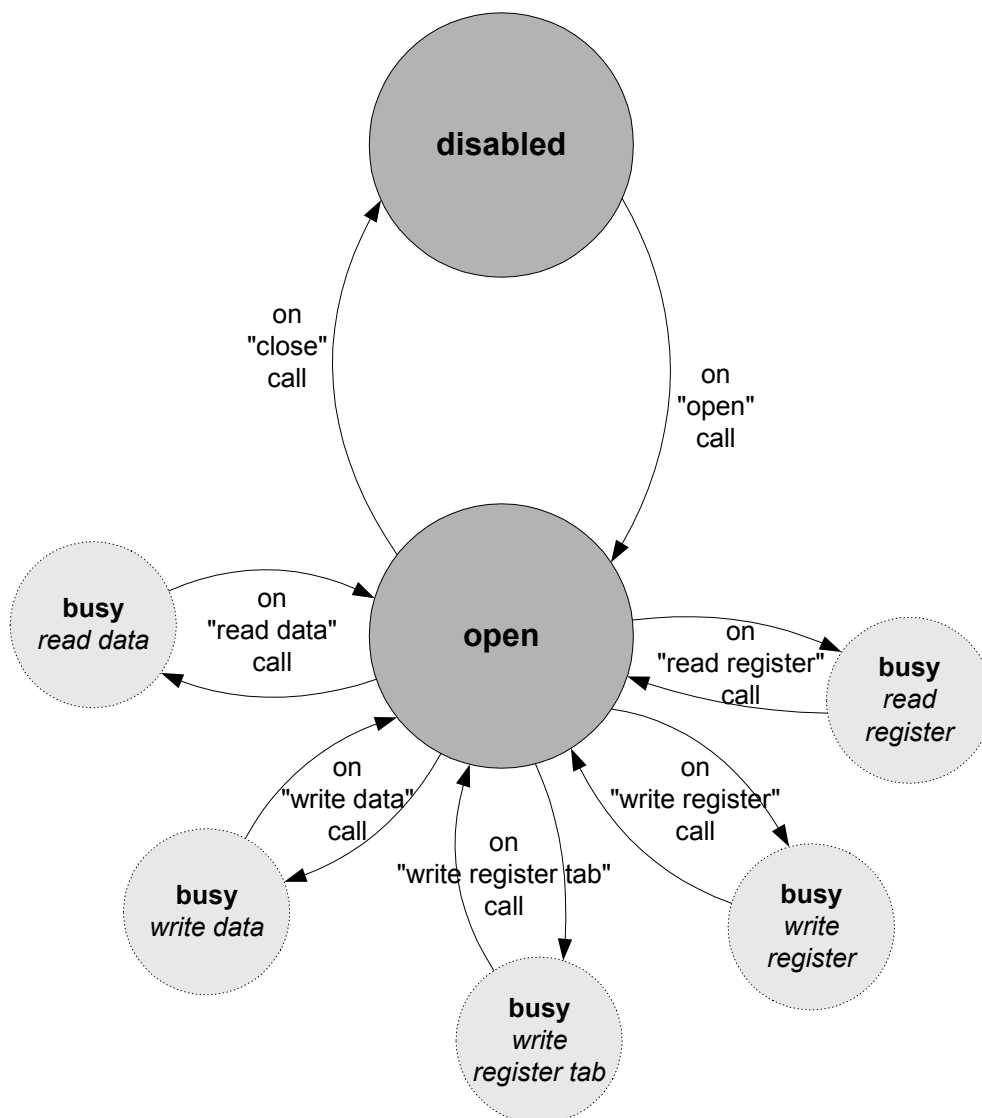 disabled
on
"close"
call
on
"open"
call
busy
read data
on
"read data"
call
open
on
"read register"
call
busy
read
register
on
"write data"
call
on
"write register"
call
on
"write register tab"
call
busy
write data
busy
write
register
busy
write
register tab